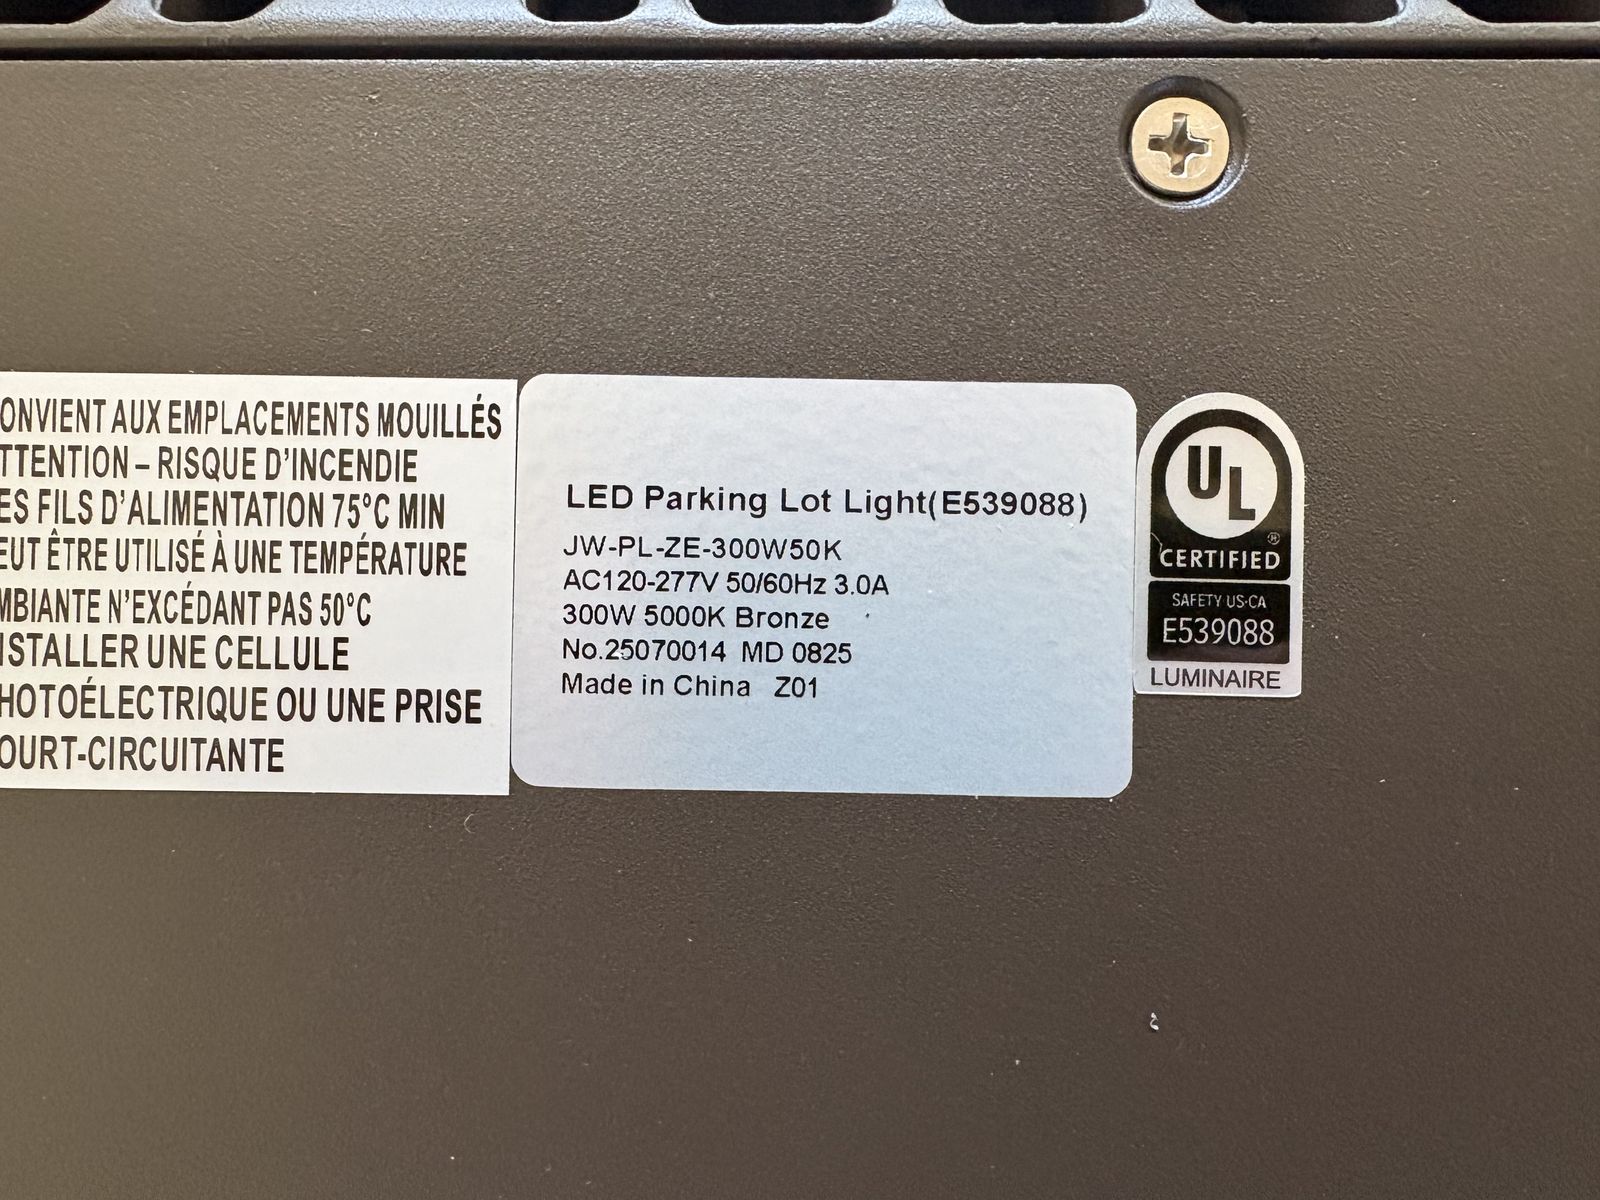 ONVIENT AUX EMPLACEMENTS MOUILLÉS
TTENTION – RISQUE D'INCENDIE
ES FILS D'ALIMENTATION 75°C MIN
EUT ÊTRE UTILISÉ À UNE TEMPÉRATURE
MBIANTE N'EXCÉDANT PAS 50°C
NSTALLER UNE CELLULE
HOTOÉLECTRIQUE OU UNE PRISE
OURT-CIRCUITANTE
LED Parking Lot Light(E539088)
JW-PL-ZE-300W50K
AC120-277V 50/60Hz 3.0A
300W 5000K Bronze
No.25070014 MD 0825
Made in China Z01
UL
®
CERTIFIED
SAFETY US-CA
E539088
LUMINAIRE